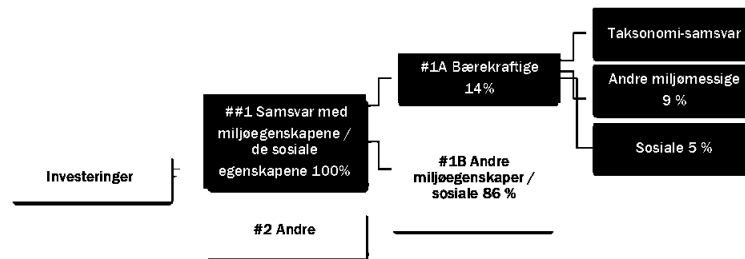 Investeringer
##1 Samsvar med
miljøegenskapene /
de sosiale
egenskapene 100%
#2 Andre
#1A Bærekraftige
14%
#1B Andre
miljøegenskaper /
sosiale 86 %
Taksonomi-samsvar
Andre miljømessige
9 %
Sosiale 5 %